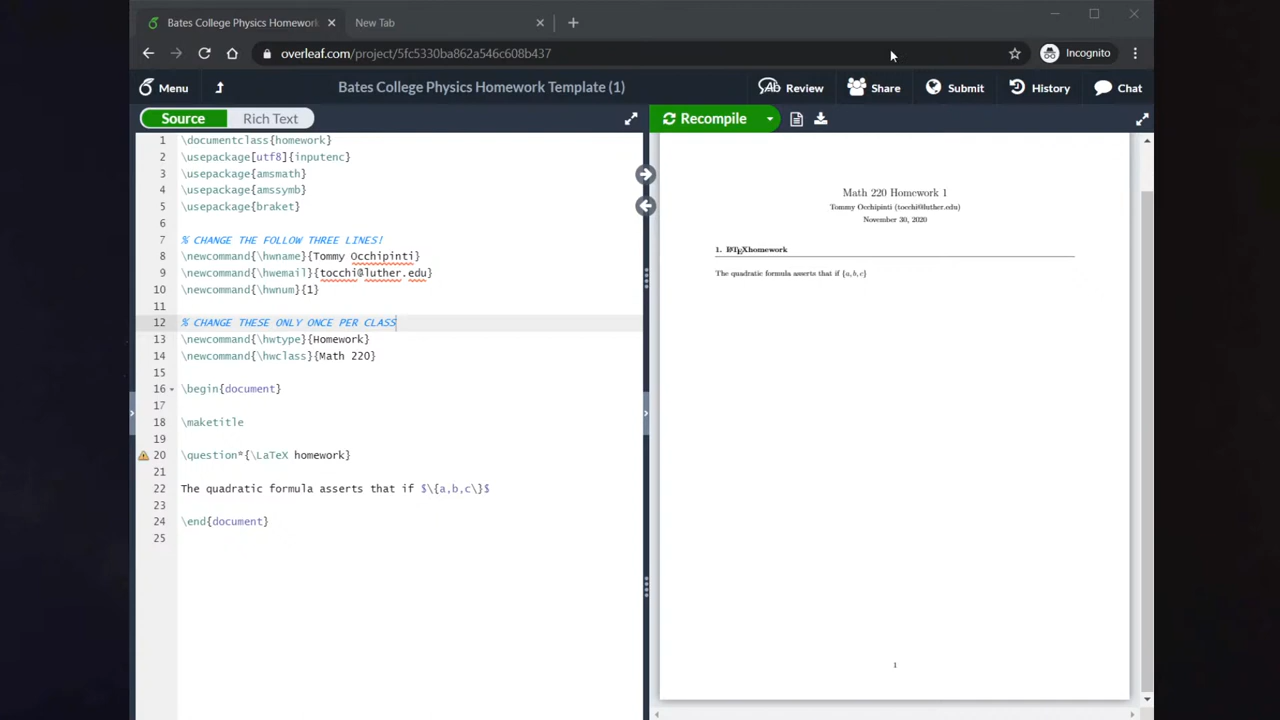 Bates College Physics Homework
New Tab
overleaf.com/project/5fc5330ba862a546c608b437
Incognito
Menu
Bates College Physics Homework Template (1)
Review
Share
Submit
History
Chat
Source
Rich Text
Recompile
1 \documentclass{homework}
2 \usepackage[utf8]{inputenc}
3 \usepackage{amsmath}
4 \usepackage{amssymb}
5 \usepackage{braket}
6
7 % CHANGE THE FOLLOW THREE LINES!
8 \newcommand{\hwname}{Tommy Occhipinti}
9 \newcommand{\hwemail}{tocchi@luther.edu}
10 \newcommand{\hwnum}{1}
11
12 % CHANGE THESE ONLY ONCE PER CLASS
13 \newcommand{\hwtype}{Homework}
14 \newcommand{\hwclass}{Math 220}
15
16 \begin{document}
17
18 \maketitle
19
20 \question*{\LaTeX homework}
21
22 The quadratic formula asserts that if $\{a,b,c\}$
23
24 \end{document}
25
Math 220 Homework 1
Tommy Occhipinti (tocchi@luther.edu)
November 30, 2020
1. LATEXhomework
The quadratic formula asserts that if {a, b, c}
1